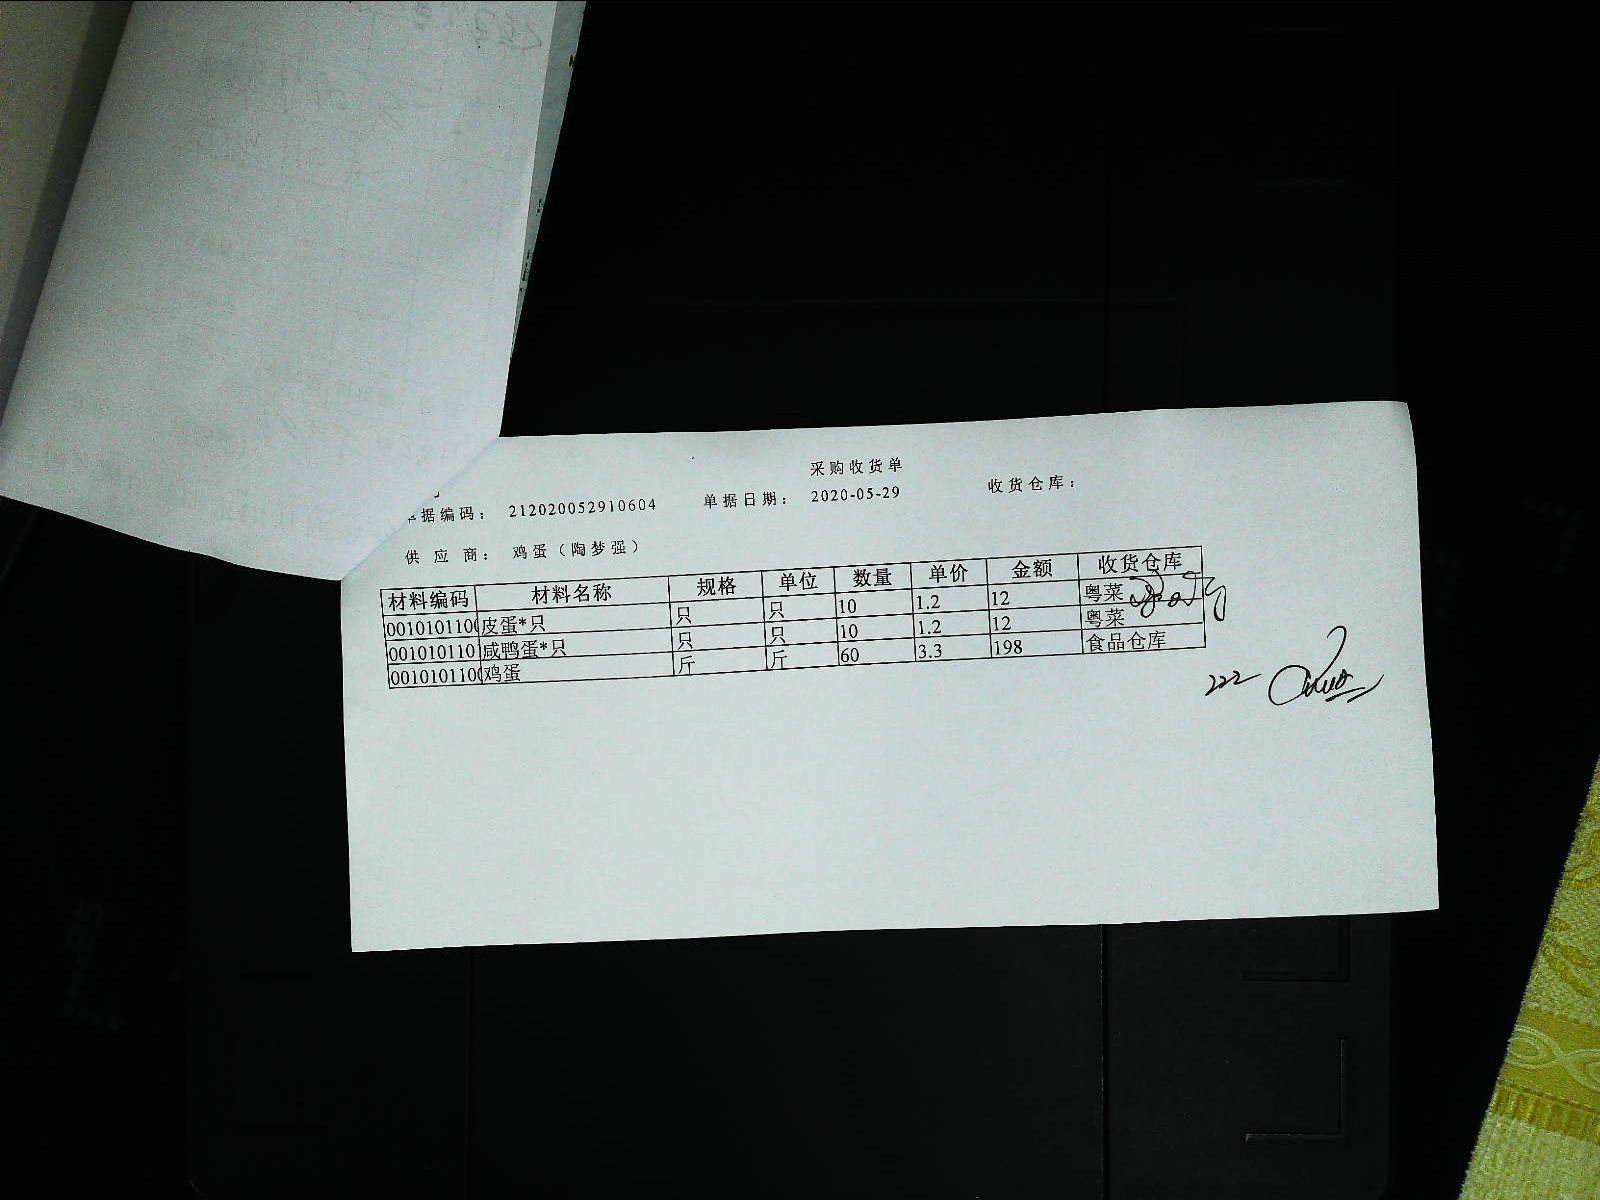 采购收货单
据编码： 212020052910604 单据日期： 2020-05-29 收货仓库：
供应商： 鸡蛋（陶梦强）
材料编码 材料名称 规格 单位 数量 单价 金额 收货仓库
0010101100 皮蛋*只 只 只 10 1.2 12 粤菜
001010110 咸鸭蛋*只 只 只 10 1.2 12 粤菜
0010101100 鸡蛋 斤 斤 60 3.3 198 食品仓库
222